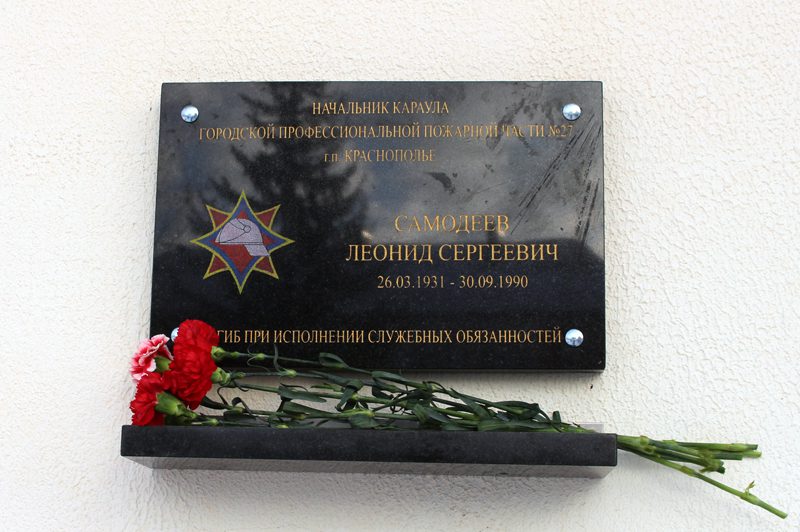 НАЧАЛЬНИК КАРАУЛА
ГОРОДСКОЙ ПРОФЕССИОНАЛЬНОЙ ПОЖАРНОЙ ЧАСТИ №27
г.п. КРАСНОПОЛЬЕ
САМОДЕЕВ
ЛЕОНИД СЕРГЕЕВИЧ
26.03.1931 - 30.09.1990
ГИБ ПРИ ИСПОЛНЕНИИ СЛУЖЕБНЫХ ОБЯЗАННОСТЕЙ